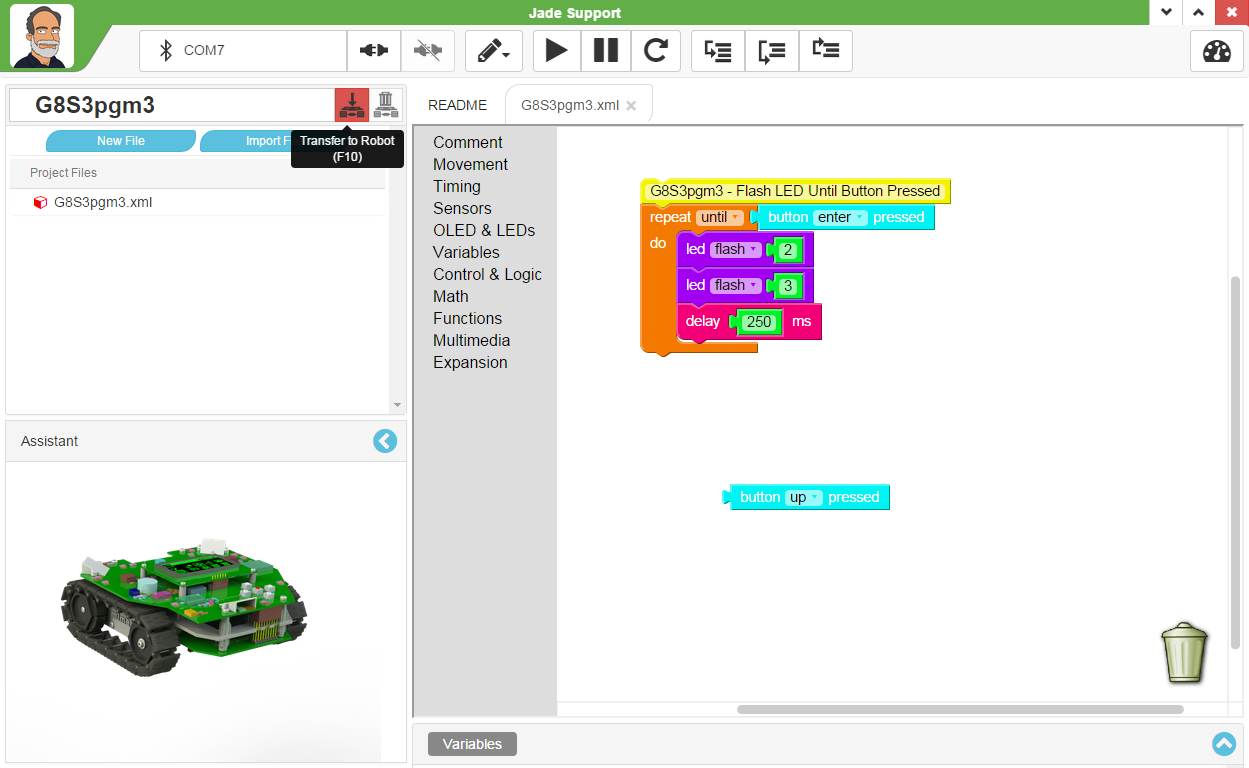 Jade Support
COM7
G8S3pgm3
New File
Import F
Transfer to Robot
(F10)
Project Files
G8S3pgm3.xml
Assistant
README
G8S3pgm3.xml
Comment
Movement
Timing
Sensors
OLED & LEDs
Variables
Control & Logic
Math
Functions
Multimedia
Expansion
G8S3pgm3 - Flash LED Until Button Pressed
repeat until button enter pressed
do led flash 2
led flash 3
delay 250 ms
button up pressed
Variables